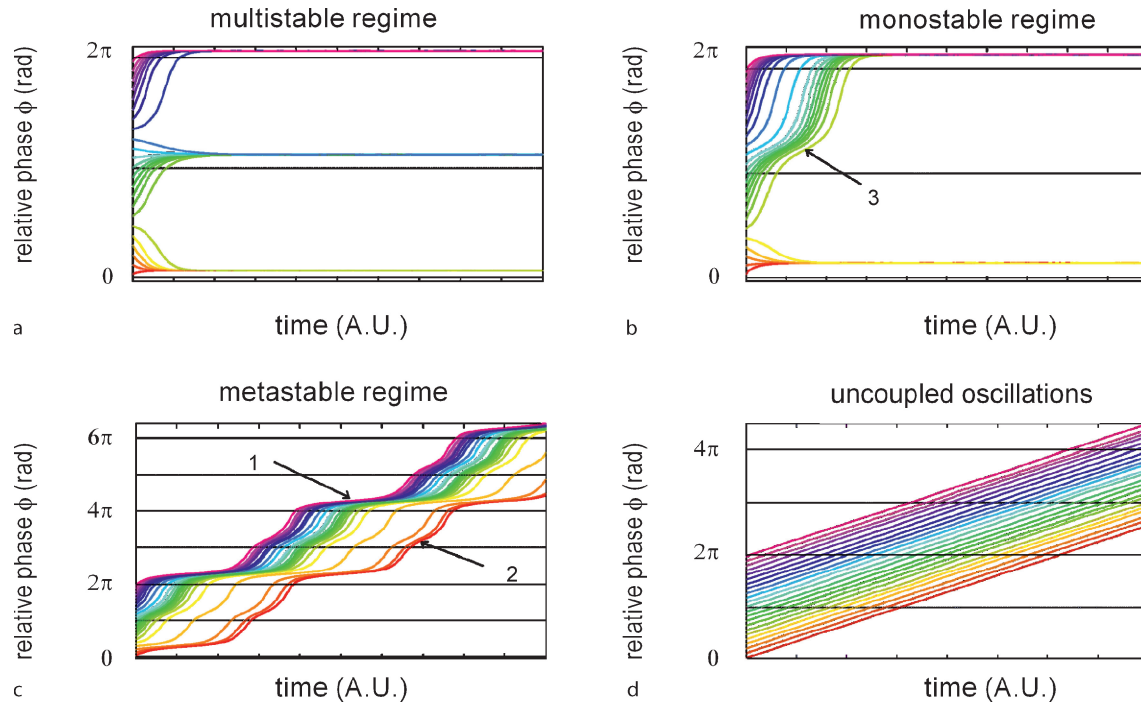 multistable regime
2π
relative phase ϕ (rad)
0
a
time (A.U.)
monostable regime
2π
relative phase ϕ (rad)
3
0
b
time (A.U.)
metastable regime
6π
1
relative phase ϕ (rad)
4π
2
2π
0
c
time (A.U.)
uncoupled oscillations
4π
relative phase ϕ (rad)
2π
0
d
time (A.U.)